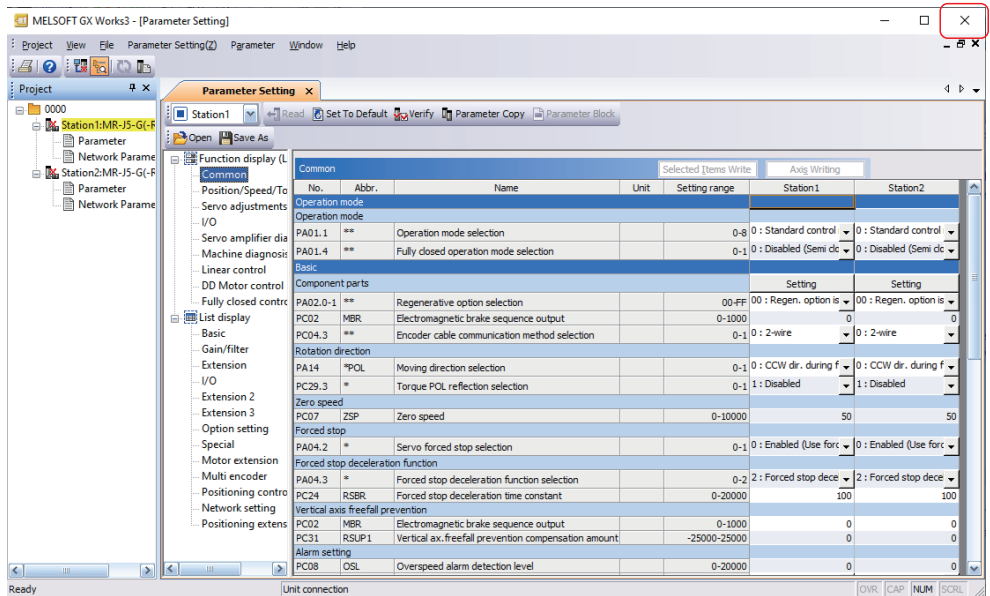 MELSOFT GX Works3 - [Parameter Setting]
Project View File Parameter Setting(Z) Parameter Window Help
Project
0000
Station1:MR-J5-G(-R
Parameter
Network Parame
Station2:MR-J5-G(-R
Parameter
Network Parame
Parameter Setting
Station1 Read Set To Default Verify Parameter Copy Parameter Block
Open Save As
Function display (L
Common
Position/Speed/To
Servo adjustments
I/O
Servo amplifier dia
Machine diagnosis
Linear control
DD Motor control
Fully closed contro
List display
Basic
Gain/filter
Extension
I/O
Extension 2
Extension 3
Option setting
Special
Motor extension
Multi encoder
Positioning contro
Network setting
Positioning extens
Common Selected Items Write Axis Writing
No. Abbr. Name Unit Setting range Station1 Station2
Operation mode
Operation mode
PA01.1 ** Operation mode selection 0-8 0 : Standard control 0 : Standard control
PA01.4 ** Fully closed operation mode selection 0-1 0 : Disabled (Semi clo 0 : Disabled (Semi clo
Basic
Component parts Setting Setting
PA02.0-1 ** Regenerative option selection 00-FF 00 : Regen. option is 00 : Regen. option is
PC02 MBR Electromagnetic brake sequence output 0-1000 0 0
PC04.3 ** Encoder cable communication method selection 0-1 0 : 2-wire 0 : 2-wire
Rotation direction
PA14 *POL Moving direction selection 0-1 0 : CCW dir. during f 0 : CCW dir. during f
PC29.3 * Torque POL reflection selection 0-1 1 : Disabled 1 : Disabled
Zero speed
PC07 ZSP Zero speed 0-10000 50 50
Forced stop
PA04.2 * Servo forced stop selection 0-1 0 : Enabled (Use forc 0 : Enabled (Use forc
Forced stop deceleration function
PA04.3 * Forced stop deceleration function selection 0-2 2 : Forced stop dece 2 : Forced stop dece
PC24 RSBR Forced stop deceleration time constant 0-20000 100 100
Vertical axis freefall prevention
PC02 MBR Electromagnetic brake sequence output 0-1000 0 0
PC31 RSUP1 Vertical ax.freefall prevention compensation amount -25000-25000 0 0
Alarm setting
PC08 OSL Overspeed alarm detection level 0-20000 0 0
Ready Unit connection OVR CAP NUM SCRL